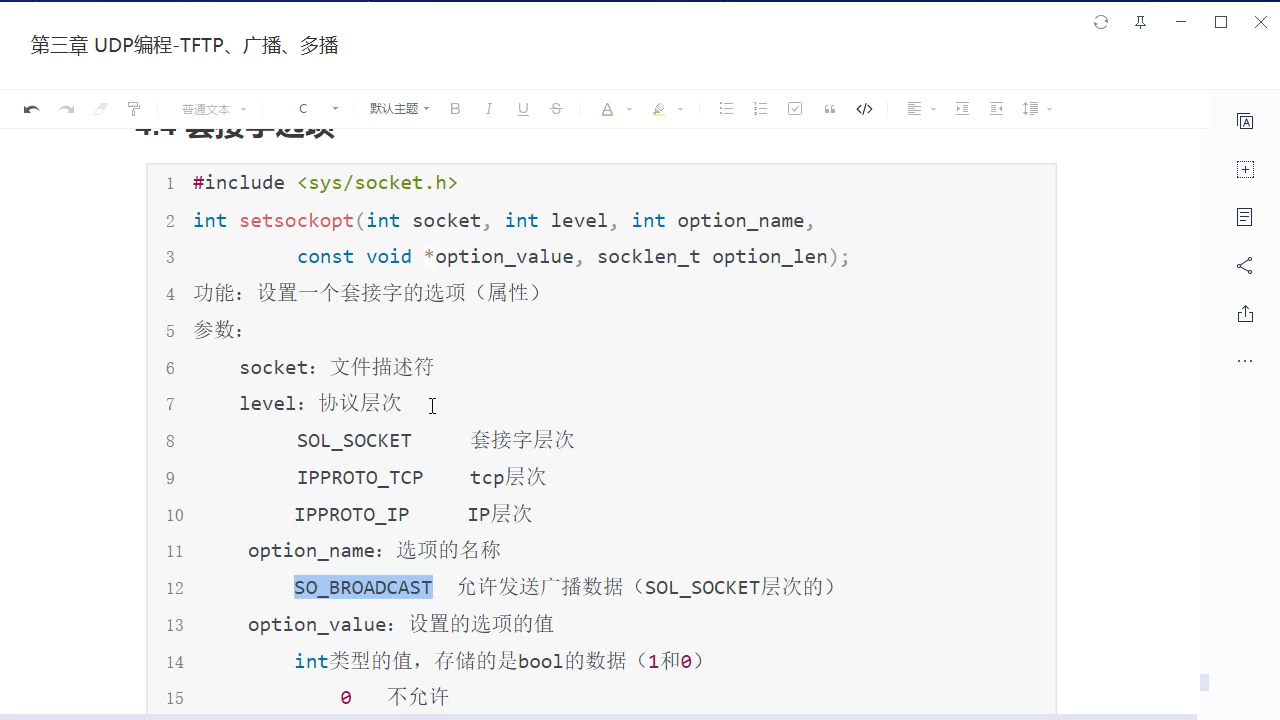 第三章 UDP编程-TFTP、广播、多播
普通文本 C 默认主题 B I U S A
4.4 套接字选项
1 #include <sys/socket.h>
2 int setsockopt(int socket, int level, int option_name,
3 const void *option_value, socklen_t option_len);
4 功能：设置一个套接字的选项（属性）
5 参数：
6 socket：文件描述符
7 level：协议层次
8 SOL_SOCKET 套接字层次
9 IPPROTO_TCP tcp层次
10 IPPROTO_IP IP层次
11 option_name：选项的名称
12 SO_BROADCAST 允许发送广播数据（SOL_SOCKET层次的）
13 option_value：设置的选项的值
14 int类型的值，存储的是bool的数据（1和0）
15 0 不允许